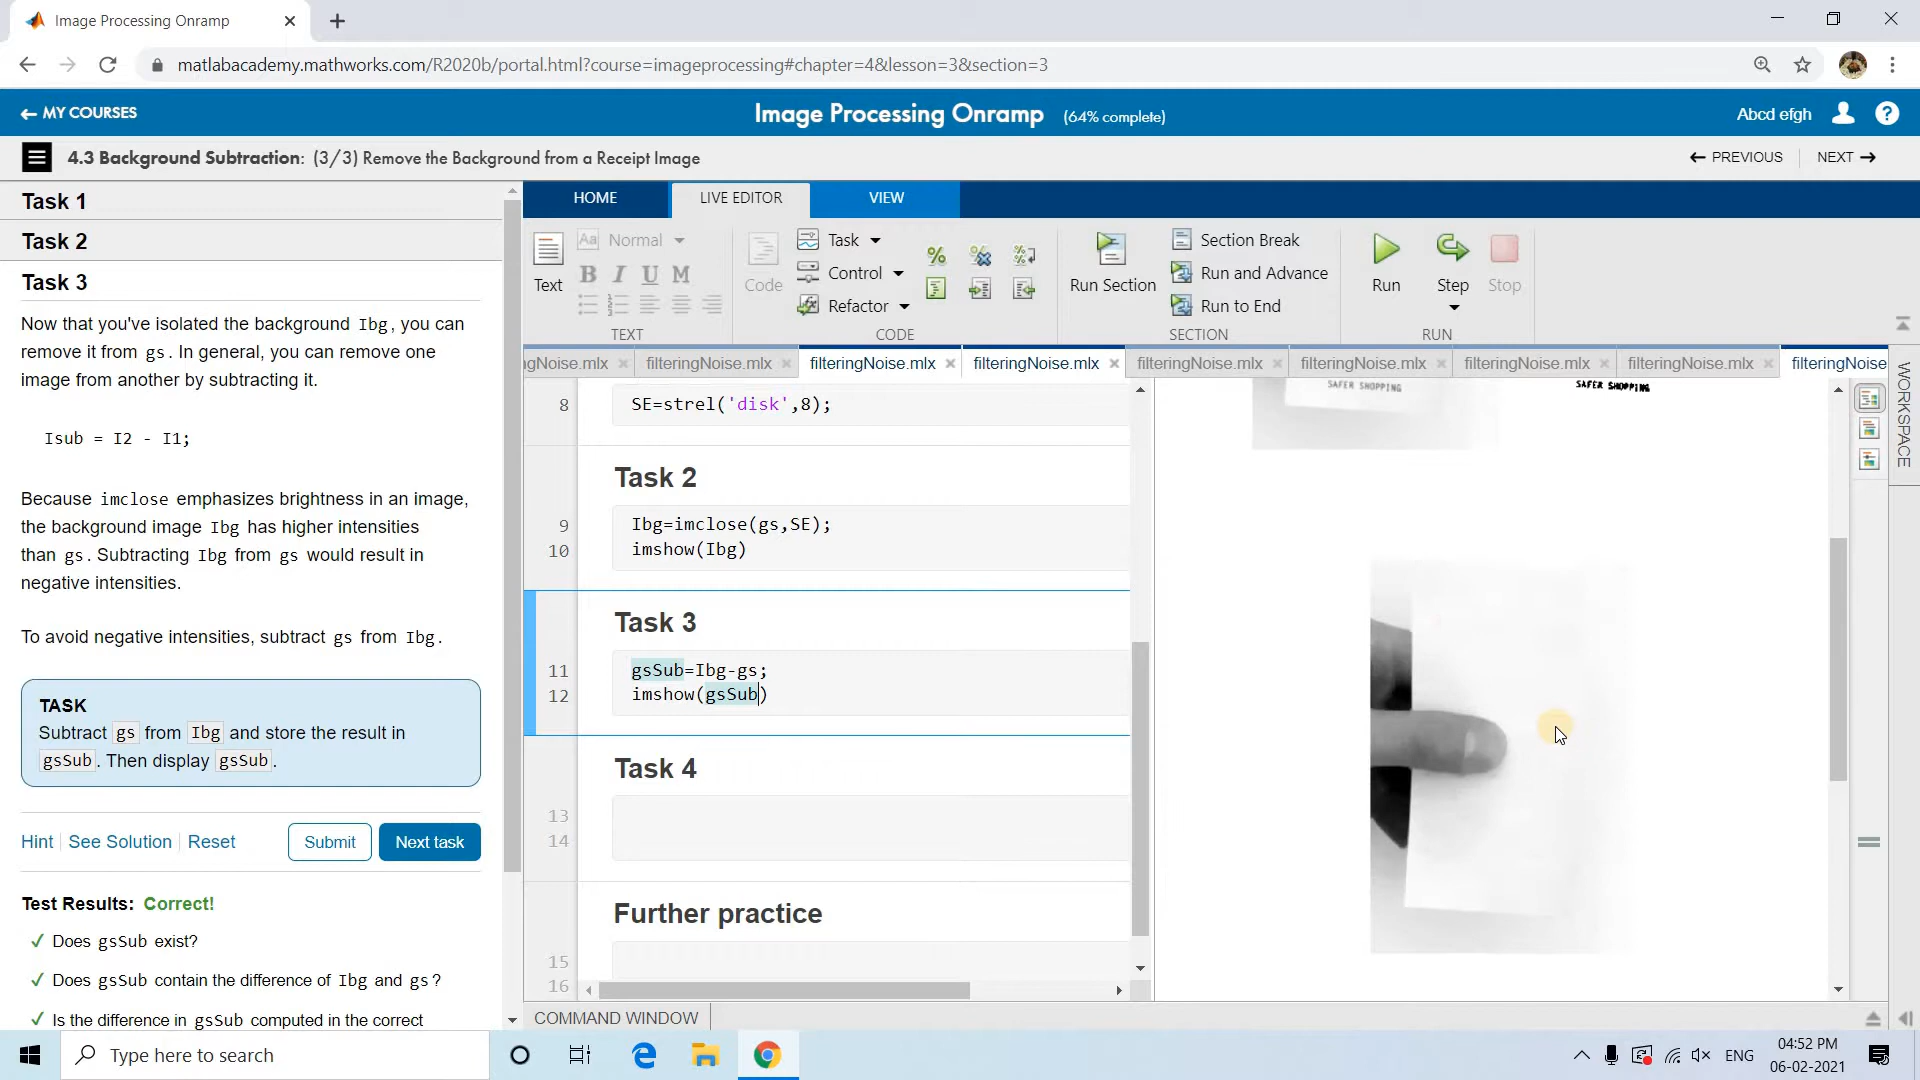 Image Processing Onramp
matlabacademy.mathworks.com/R2020b/portal.html?course=imageprocessing#chapter=4&lesson=3&section=3
MY COURSES
Image Processing Onramp (64% complete)
Abcd efgh
4.3 Background Subtraction: (3/3) Remove the Background from a Receipt Image
PREVIOUS
NEXT
Task 1
Task 2
Task 3
Now that you've isolated the background Ibg, you can
remove it from gs. In general, you can remove one
image from another by subtracting it.
Isub = I2 - I1;
Because imclose emphasizes brightness in an image,
the background image Ibg has higher intensities
than gs. Subtracting Ibg from gs would result in
negative intensities.
To avoid negative intensities, subtract gs from Ibg.
TASK
Subtract gs from Ibg and store the result in
gsSub. Then display gsSub.
Hint
See Solution
Reset
Submit
Next task
Test Results: Correct!
✓ Does gsSub exist?
✓ Does gsSub contain the difference of Ibg and gs?
✓ Is the difference in gsSub computed in the correct
HOME
LIVE EDITOR
VIEW
Text
Aa Normal
B I U M
TEXT
Code
Task
Control
Refactor
CODE
Run Section
Section Break
Run and Advance
Run to End
SECTION
Run
Step
Stop
RUN
ngNoise.mlx
filteringNoise.mlx
filteringNoise.mlx
filteringNoise.mlx
filteringNoise.mlx
filteringNoise.mlx
filteringNoise.mlx
filteringNoise.mlx
filteringNoise
8 SE=strel('disk',8);
Task 2
9 Ibg=imclose(gs,SE);
10 imshow(Ibg)
Task 3
11 gsSub=Ibg-gs;
12 imshow(gsSub)
Task 4
13
14
Further practice
15
16
SAFER SHOPPING
SAFER SHOPPING
WORKSPACE
COMMAND WINDOW
Type here to search
ENG
04:52 PM
06-02-2021